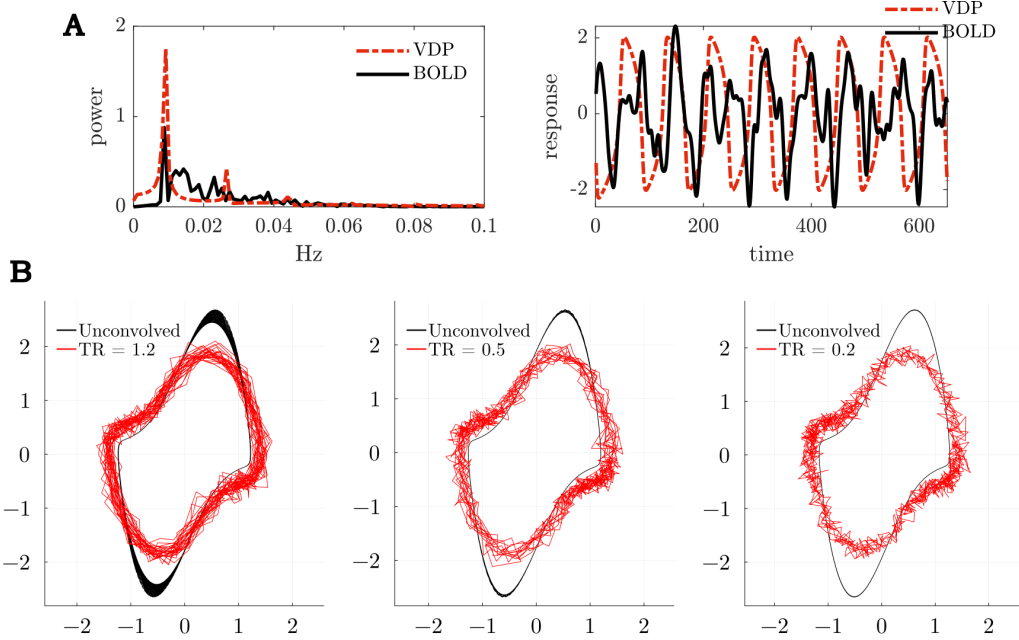 A
2
1
0
power
VDP
BOLD
0
0.02
0.04
0.06
0.08
0.1
Hz
VDP
BOLD
2
0
-2
response
0
200
400
600
time
B
Unconvolved
TR = 1.2
2
1
0
−1
−2
−2
−1
0
1
2
Unconvolved
TR = 0.5
2
1
0
−1
−2
−2
−1
0
1
2
Unconvolved
TR = 0.2
2
1
0
−1
−2
−2
−1
0
1
2